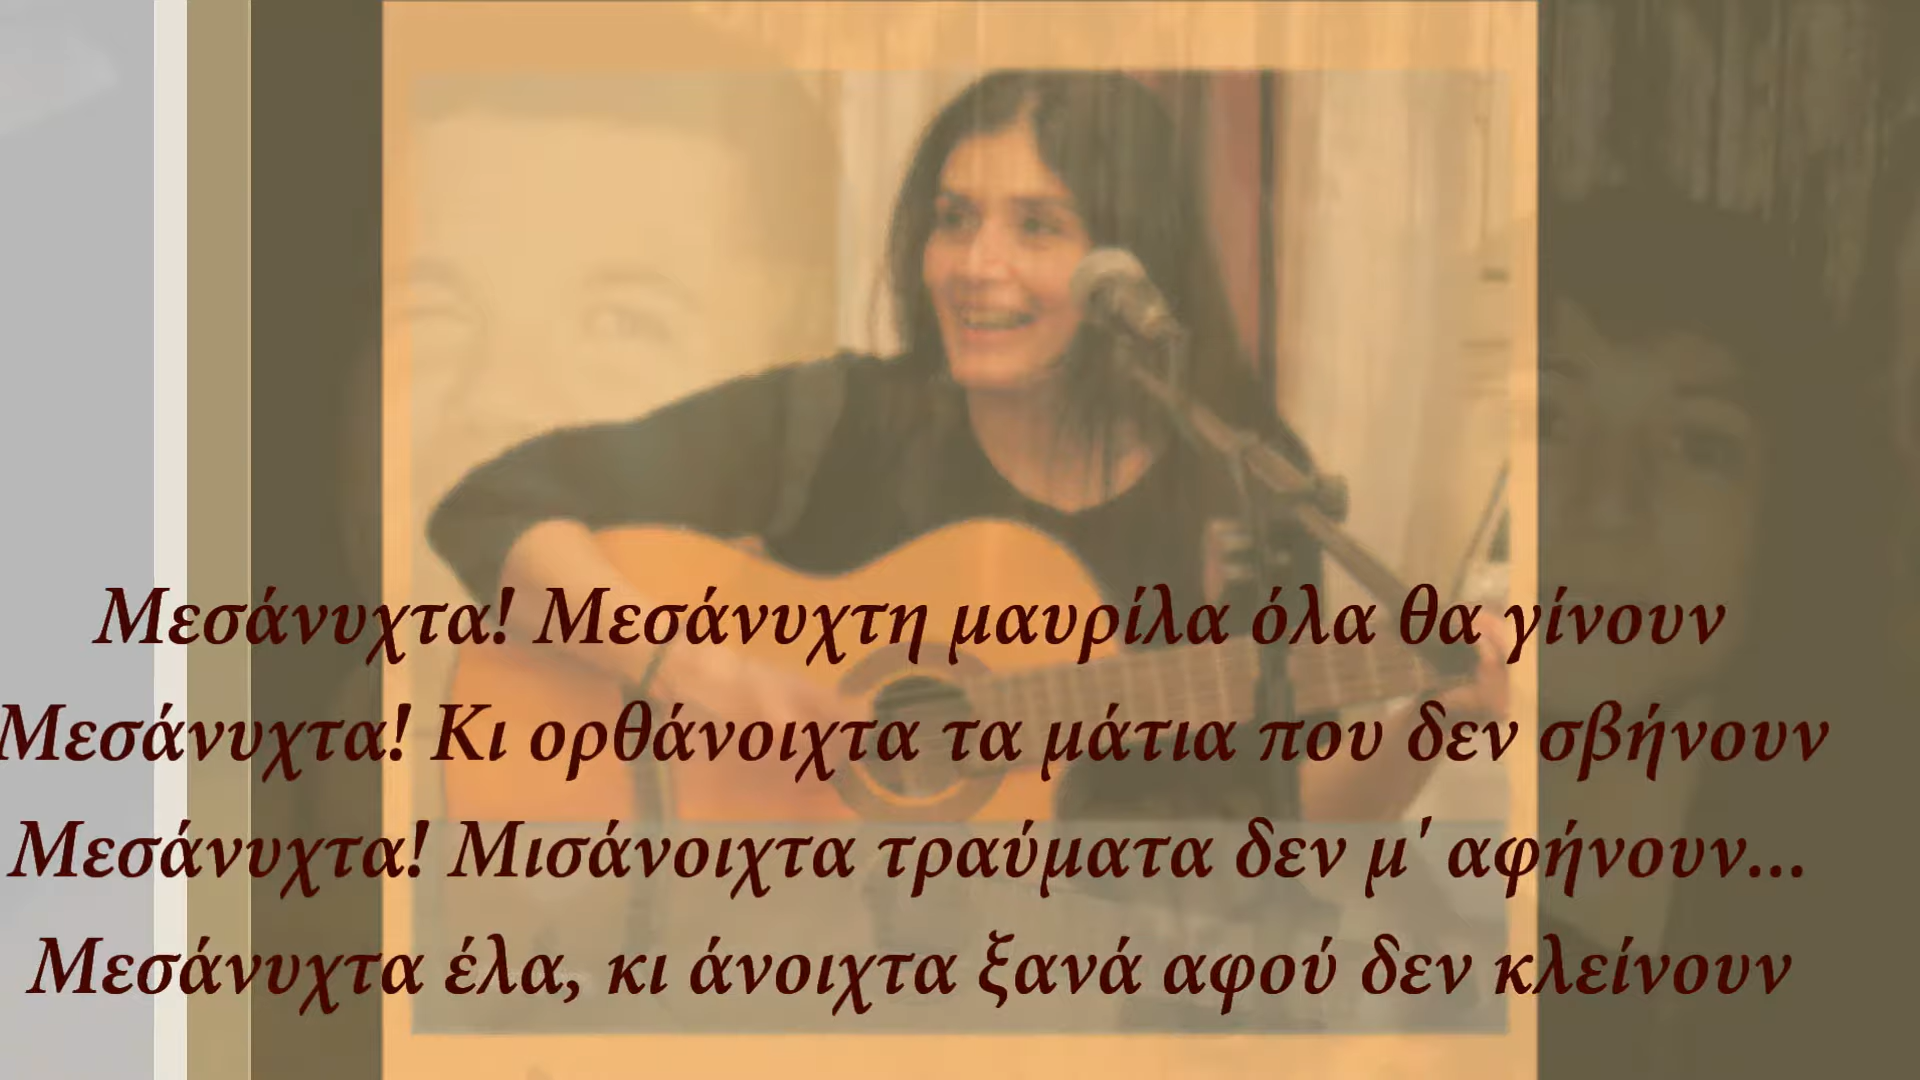 Μεσάνυχτα! Μεσάνυχτη μαυρίλα όλα θα γίνουν
Μεσάνυχτα! Κι ορθάνοιχτα τα μάτια που δεν σβήνουν
Μεσάνυχτα! Μισάνοιχτα τραύματα δεν μ' αφήνουν...
Μεσάνυχτα έλα, κι άνοιχτα ξανά αφού δεν κλείνουν